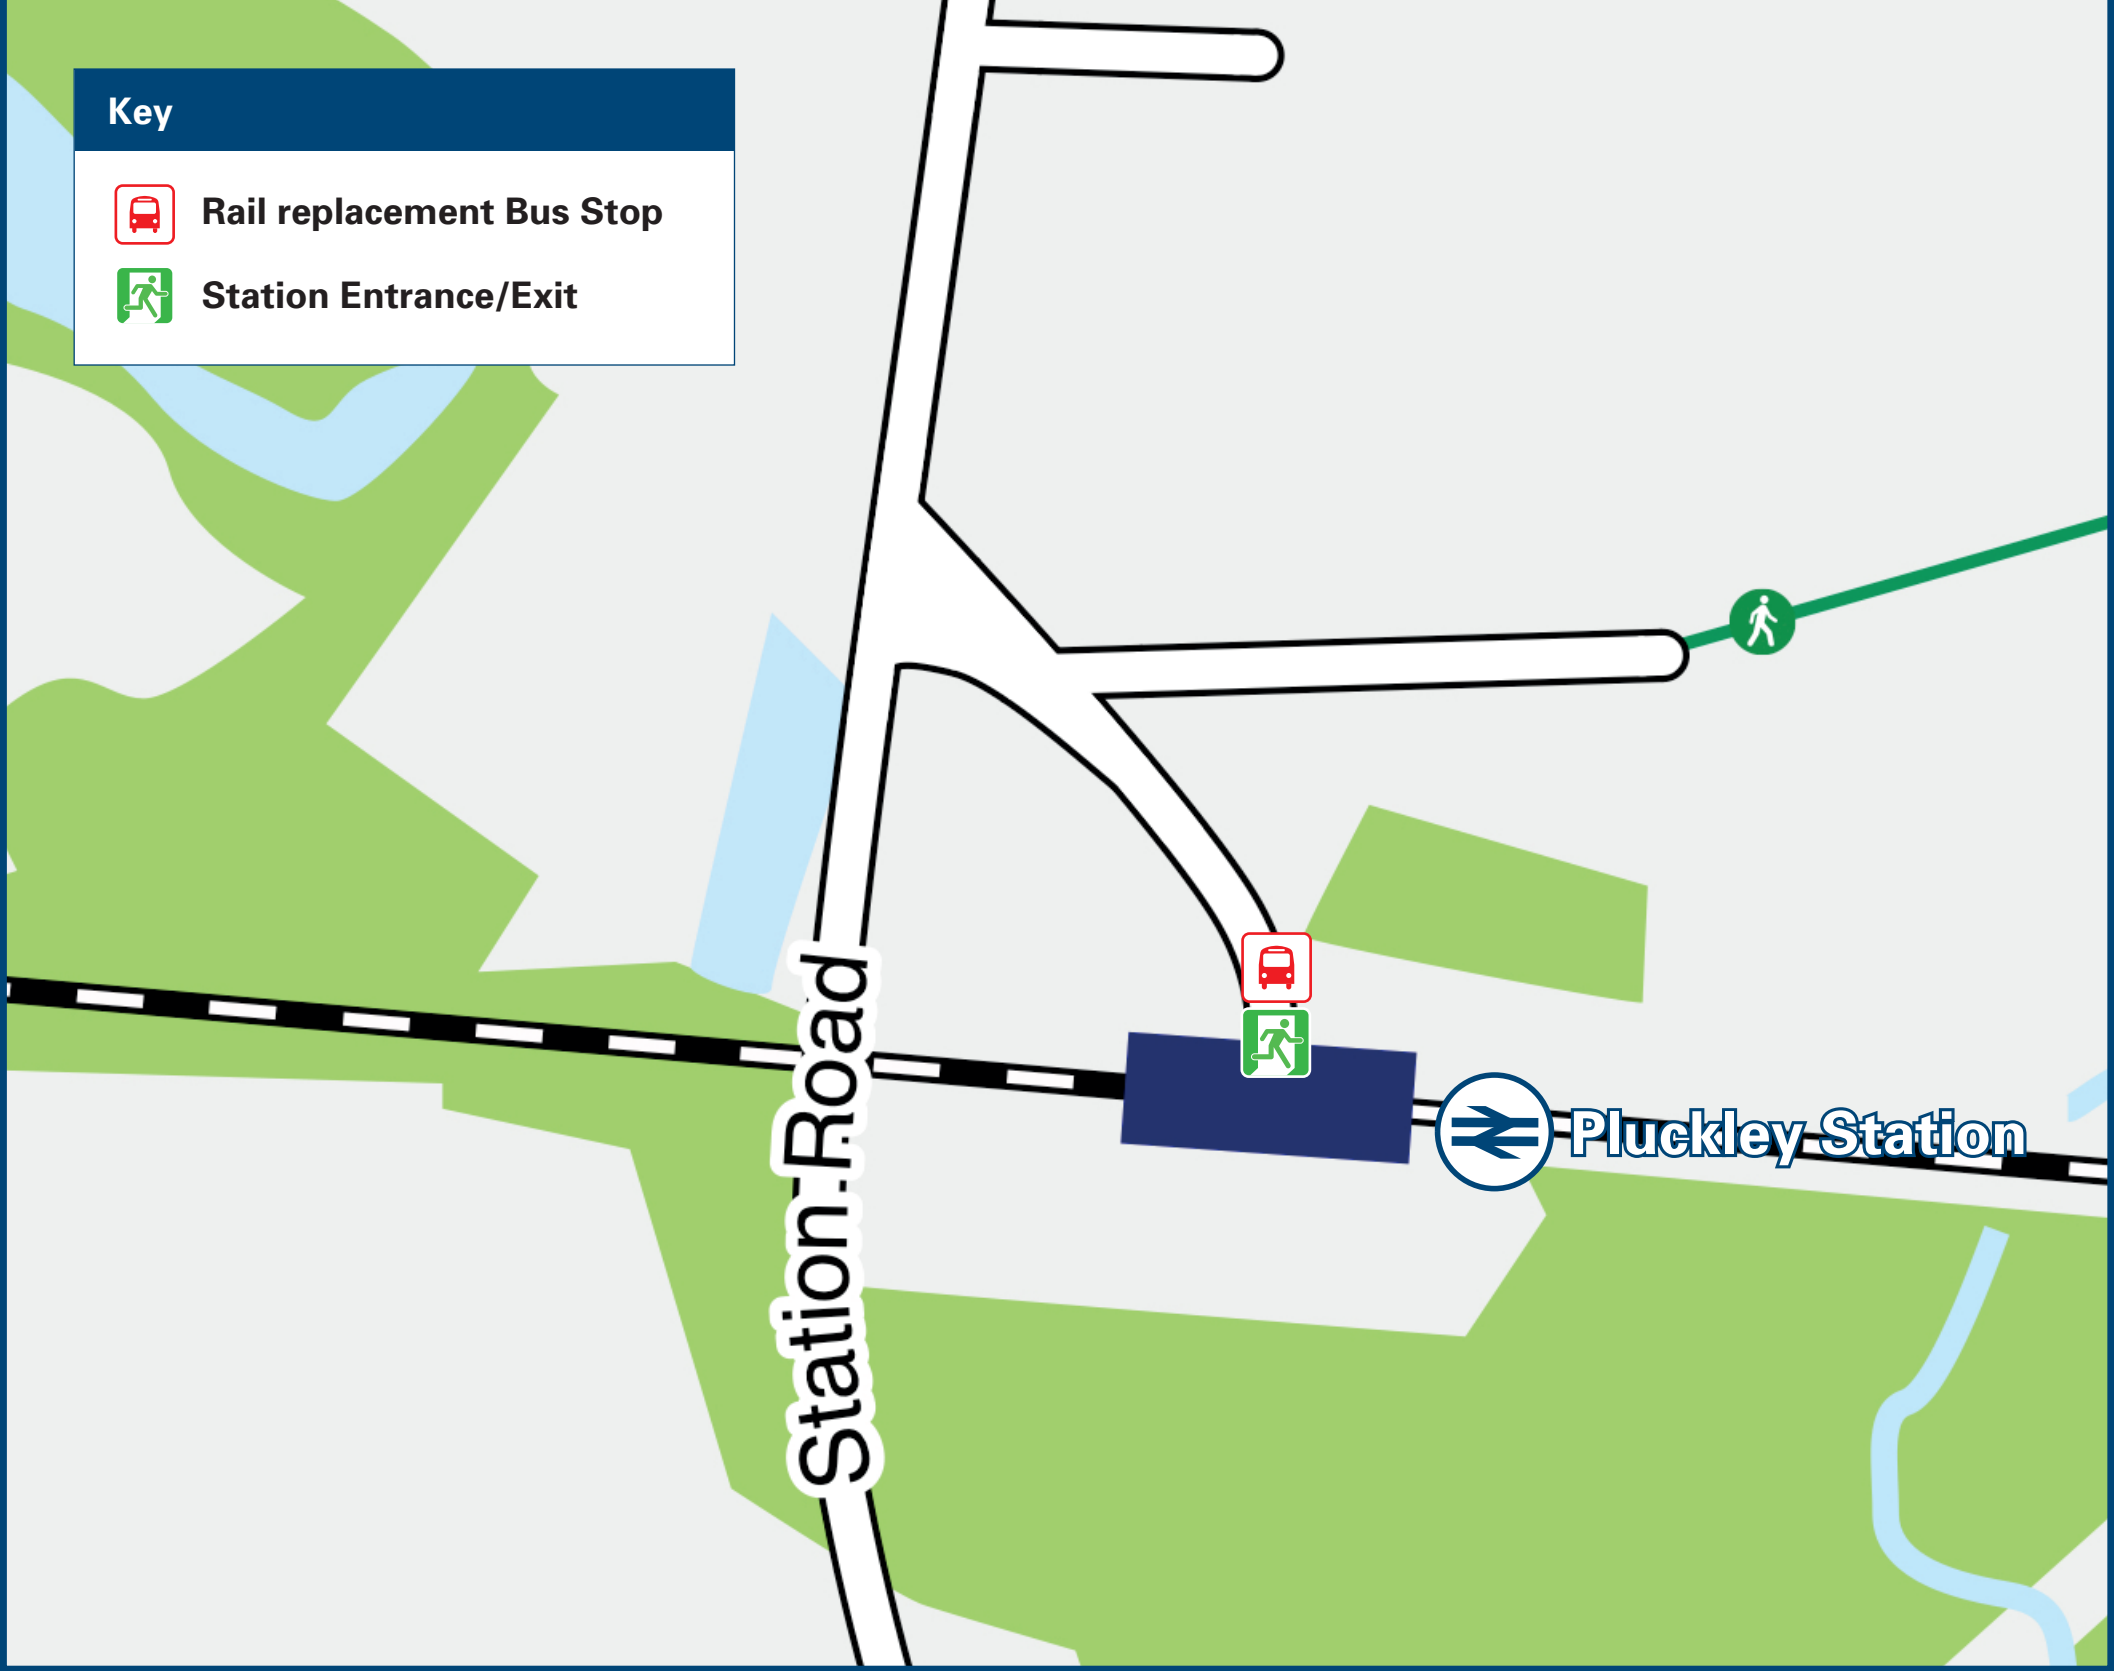 Key
Rail replacement Bus Stop
Station Entrance/Exit
Station Road
Pluckley Station